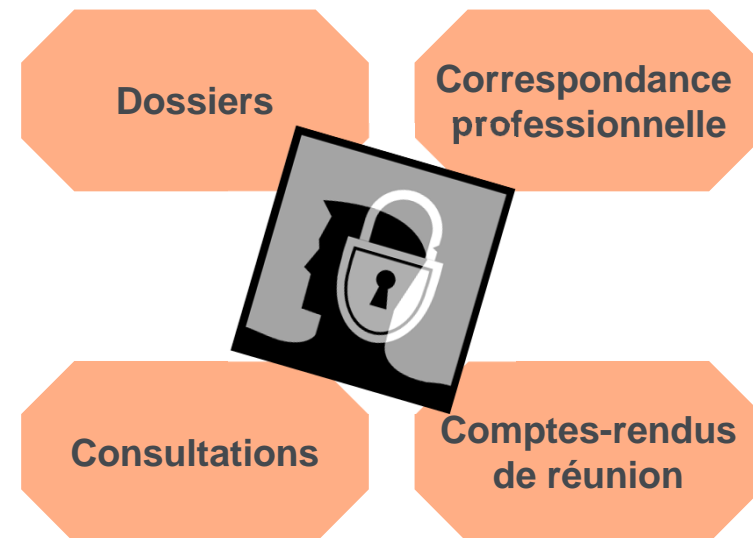 Dossiers
Correspondance
professionnelle
Consultations
Comptes-rendus
de réunion